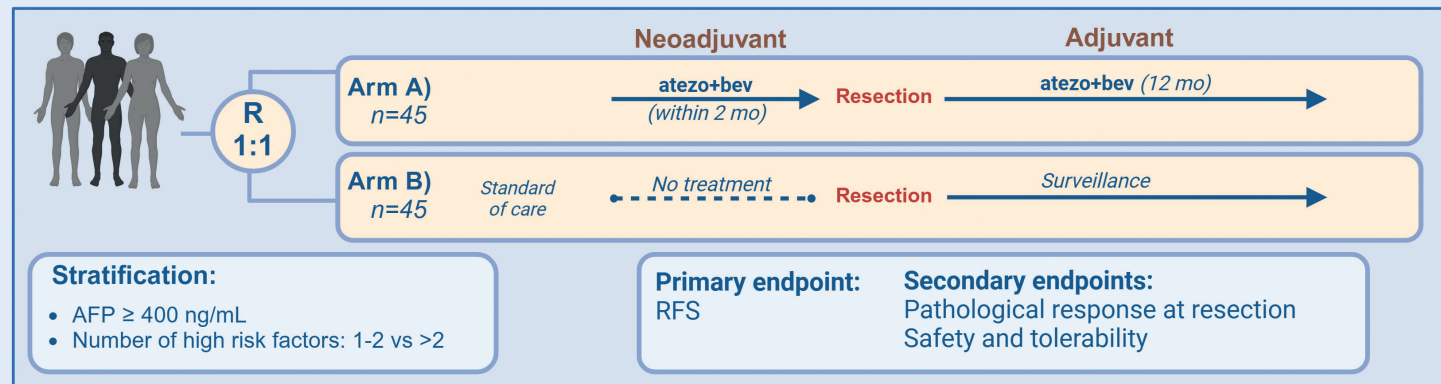 Neoadjuvant
Adjuvant
R
1:1
Arm A)
n=45
atezo+bev
(within 2 mo)
Resection
atezo+bev (12 mo)
Arm B)
n=45
Standard
of care
No treatment
Resection
Surveillance
Stratification:
• AFP ≥ 400 ng/mL
• Number of high risk factors: 1-2 vs >2
Primary endpoint:
RFS
Secondary endpoints:
Pathological response at resection
Safety and tolerability